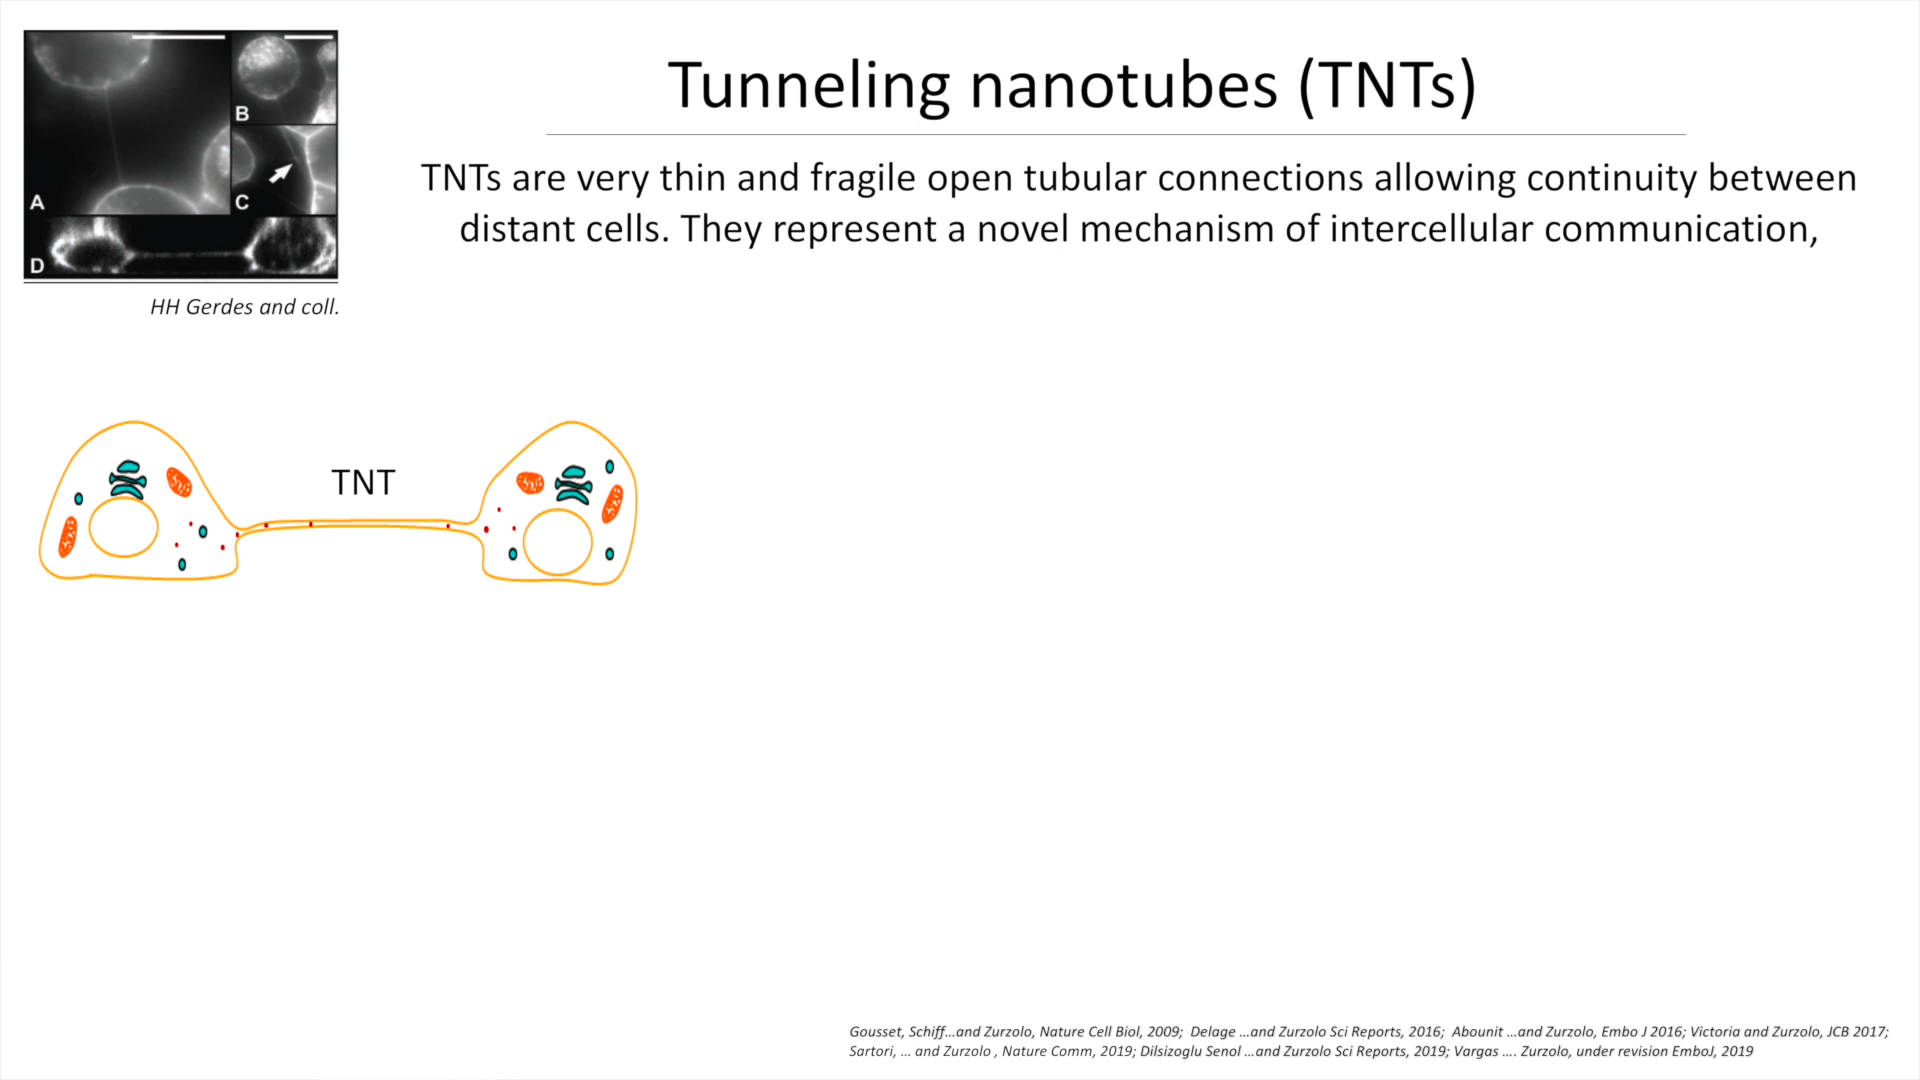 Tunneling nanotubes (TNTs)
TNTs are very thin and fragile open tubular connections allowing continuity between
distant cells. They represent a novel mechanism of intercellular communication,
A
B
C
D
HH Gerdes and coll.
TNT
Gousset, Schiff...and Zurzolo, Nature Cell Biol, 2009; Delage ...and Zurzolo Sci Reports, 2016; Abounit ...and Zurzolo, Embo J 2016; Victoria and Zurzolo, JCB 2017;
Sartori, ... and Zurzolo , Nature Comm, 2019; Dilsizoglu Senol ...and Zurzolo Sci Reports, 2019; Vargas .... Zurzolo, under revision EmboJ, 2019